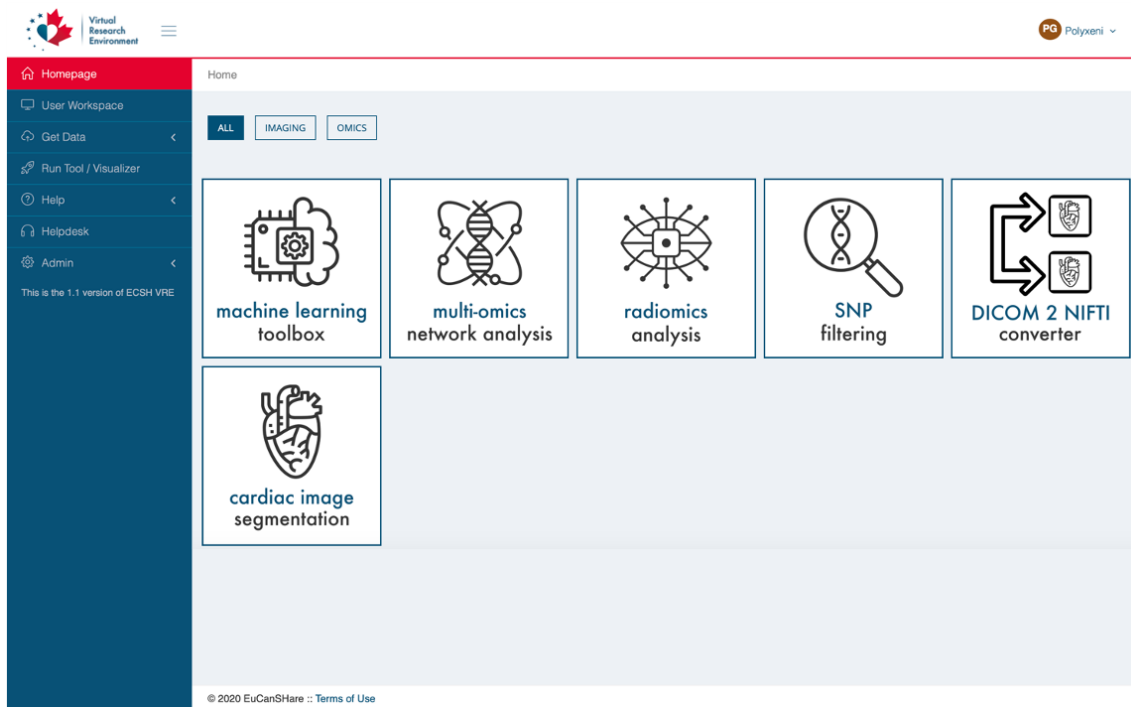 Virtual
Research
Environment
PG Polyxeni
Homepage
User Workspace
Get Data
Run Tool / Visualizer
Help
Helpdesk
Admin
This is the 1.1 version of ECSH VRE
Home
ALL IMAGING OMICS
machine learning
toolbox
multi-omics
network analysis
radiomics
analysis
SNP
filtering
DICOM 2 NIFTI
converter
cardiac image
segmentation
© 2020 EuCanSHare :: Terms of Use